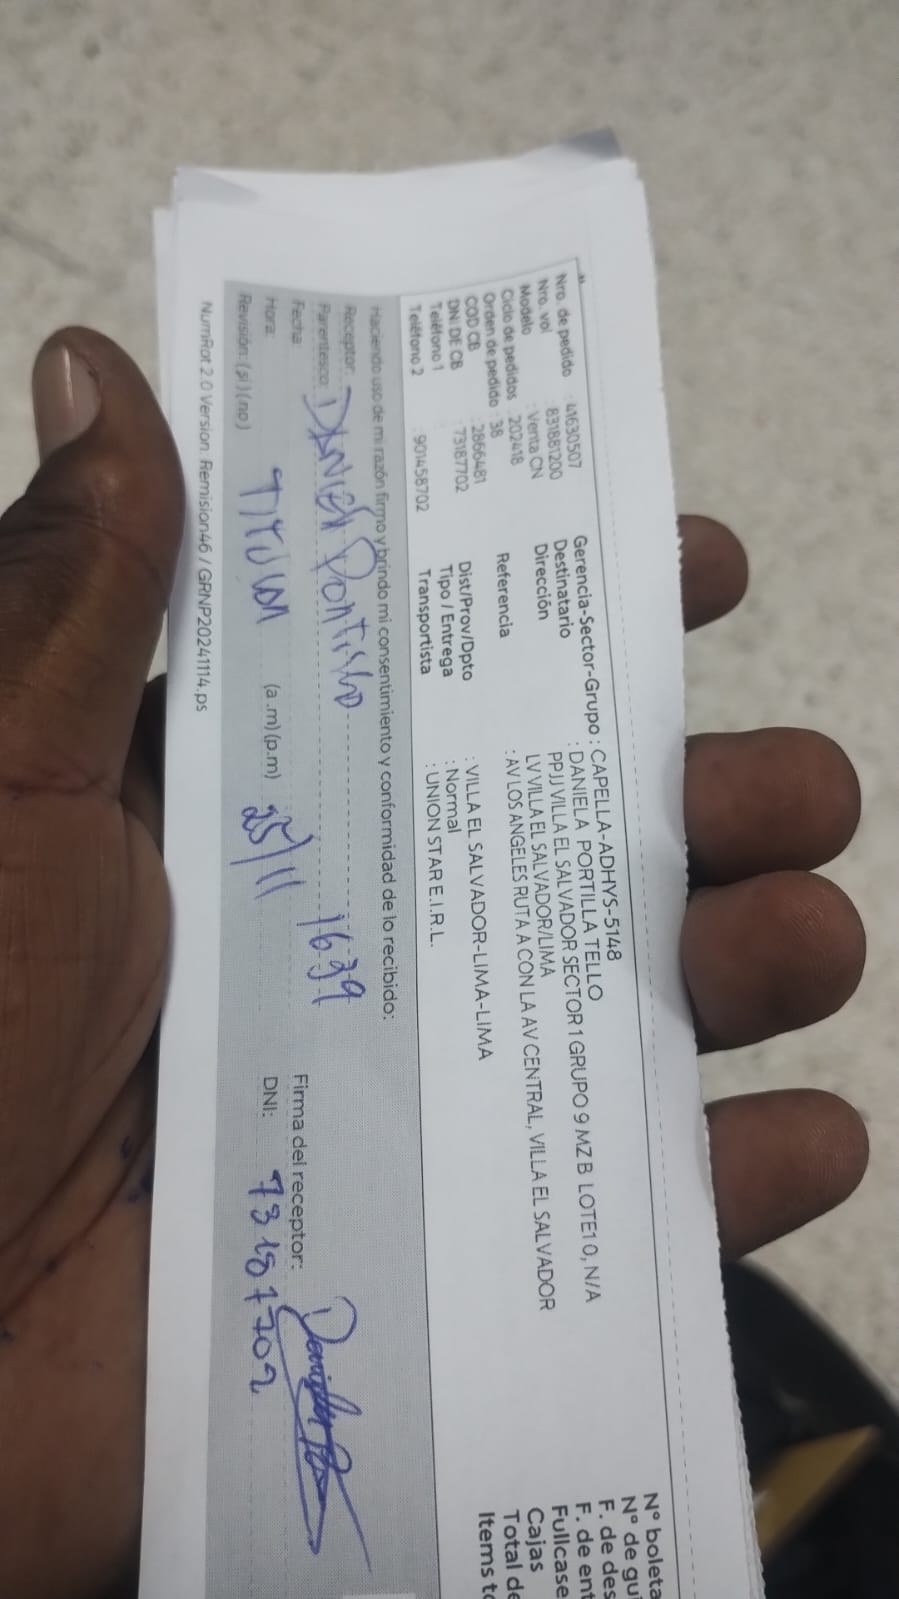 Nro. de pedido : 41630507
Nro. vol : 831881200
Modelo : Venta CN
Ciclo de pedidos : 202418
Orden de pedido : 38
COD CB : 2866481
DNI DE CB : 73187702
Teléfono 1 :
Teléfono 2 : 901458702
Gerencia-Sector-Grupo : CAPELLA-ADHYS-5148
Destinatario : DANIELA PORTILLA TELLO
Dirección PPJJ VILLA EL SALVADOR SECTOR 1 GRUPO 9 MZ B LOTE10, N/A
LV VILLA EL SALVADOR/LIMA
Referencia : AV LOS ANGELES RUTA A CON LA AV CENTRAL, VILLA EL SALVADOR
Dist/Prov/Dpto : VILLA EL SALVADOR-LIMA-LIMA
Tipo / Entrega : Normal
Transportista : UNION STAR E.I.R.L.
Nº boleta
Nº de gu
F. de des
F. de ent
Fullcase
Cajas
Total de
Items to
Haciendo uso de mi razón firmo y brindo mi consentimiento y conformidad de lo recibido:
Receptor:
Parentesco:
Fecha: 1639
Hora: (a.m) (p.m) 25/11
Revisión: (si) (no)
Firma del receptor:
DNI: 73187702
NumRot 2.0 Version. Remision46 / GRNP20241114.ps